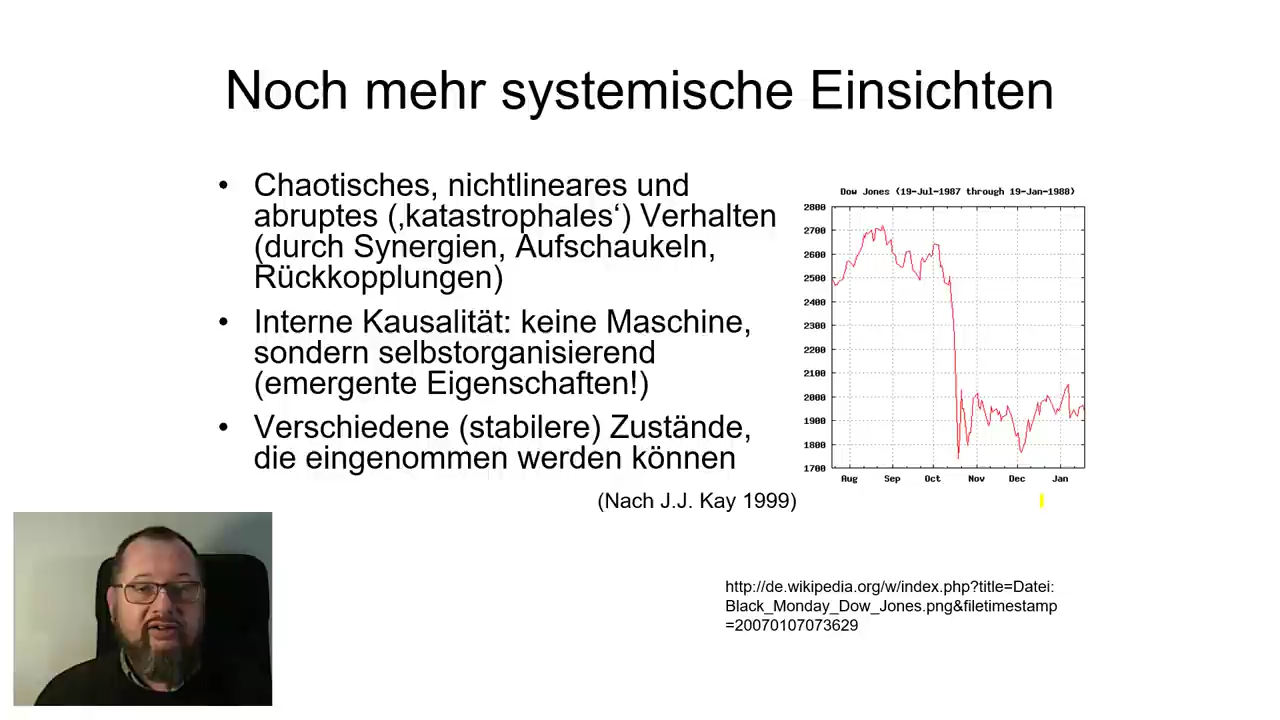 Noch mehr systemische Einsichten
• Chaotisches, nichtlineares und
abruptes (‚katastrophales‘) Verhalten
(durch Synergien, Aufschaukeln,
Rückkopplungen)
• Interne Kausalität: keine Maschine,
sondern selbstorganisierend
(emergente Eigenschaften!)
• Verschiedene (stabilere) Zustände,
die eingenommen werden können
(Nach J.J. Kay 1999)
Dow Jones (19-Jul-1987 through 19-Jan-1988)
2800
2700
2600
2500
2400
2300
2200
2100
2000
1900
1800
1700
Aug Sep Oct Nov Dec Jan
http://de.wikipedia.org/w/index.php?title=Datei:
Black_Monday_Dow_Jones.png&filetimestamp
=20070107073629